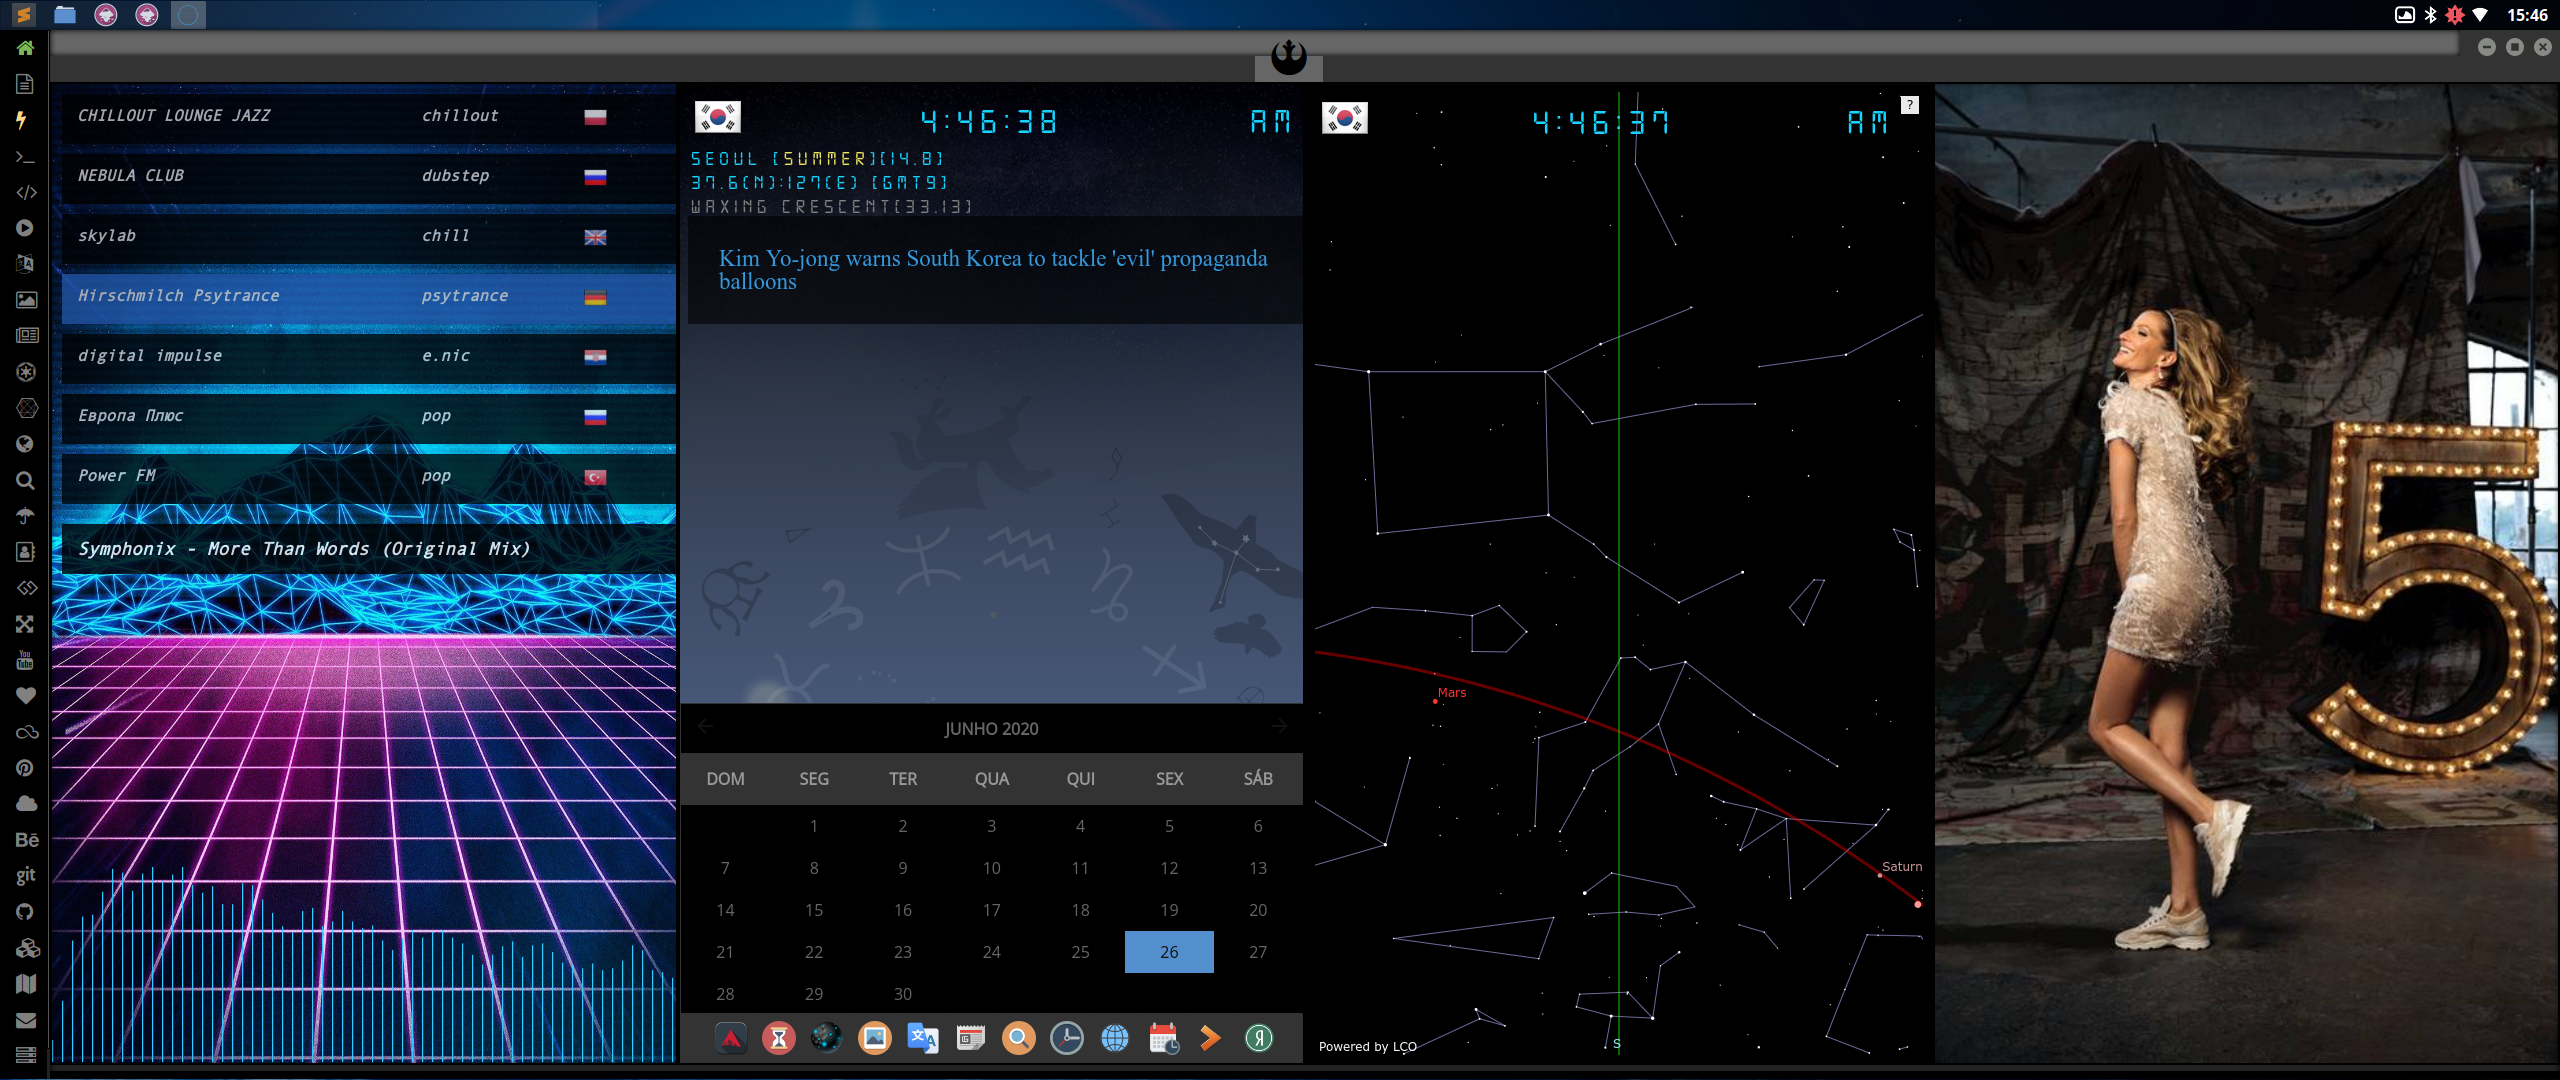 15:46
CHILLOUT LOUNGE JAZZ chillout
NEBULA CLUB dubstep
skylab chill
Hirschmilch Psytrance psytrance
digital impulse e.nic
Европа Плюс pop
Power FM pop
Symphonix - More Than Words (Original Mix)
You
Tube
Bē
git
4:46:38 AM
SEOUL [SUMMER][14.8]
37.6(N):127(E) [GMT9]
WAXING CRESCENT[33.13]
Kim Yo-jong warns South Korea to tackle 'evil' propaganda
balloons
JUNHO 2020
DOM SEG TER QUA QUI SEX SÁB
1 2 3 4 5 6
7 8 9 10 11 12 13
14 15 16 17 18 19 20
21 22 23 24 25 26 27
28 29 30
Я
4:46:37 AM
?
Mars
Saturn
S
Powered by LCO
5